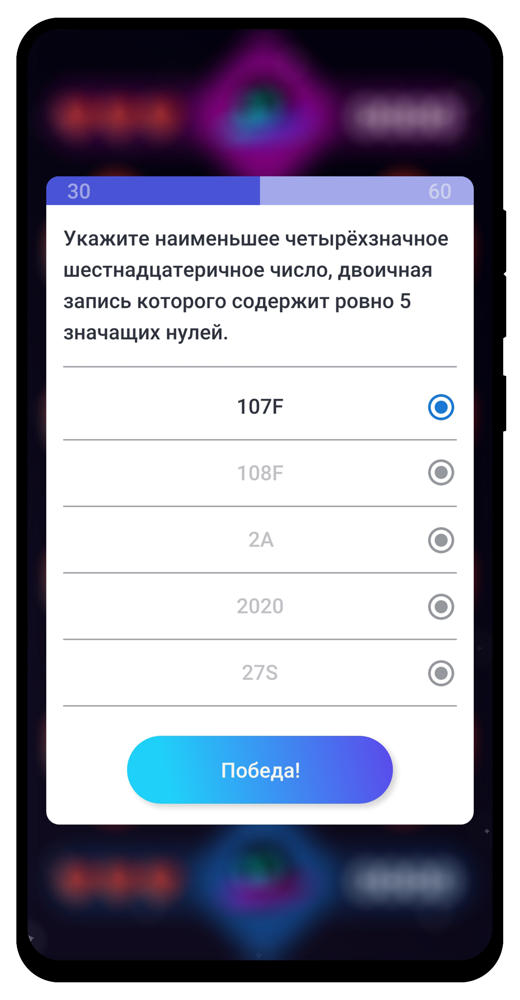 30 60
Укажите наименьшее четырёхзначное
шестнадцатеричное число, двоичная
запись которого содержит ровно 5
значащих нулей.
107F
108F
2A
2020
27S
Победа!